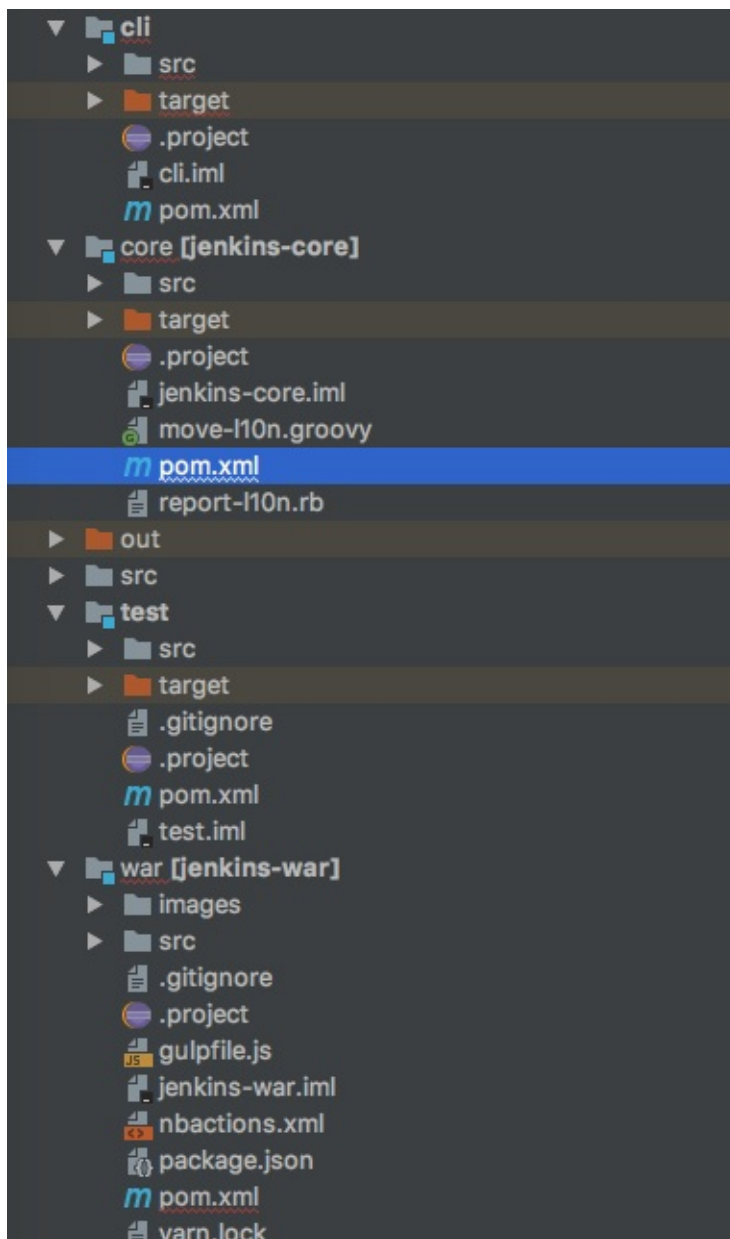 cli
src
target
.project
cli.iml
pom.xml
core [jenkins-core]
src
target
.project
jenkins-core.iml
move-l10n.groovy
pom.xml
report-l10n.rb
out
src
test
src
target
.gitignore
.project
pom.xml
test.iml
war [jenkins-war]
images
src
.gitignore
.project
gulpfile.js
jenkins-war.iml
nbactions.xml
package.json
pom.xml
yarn.lock